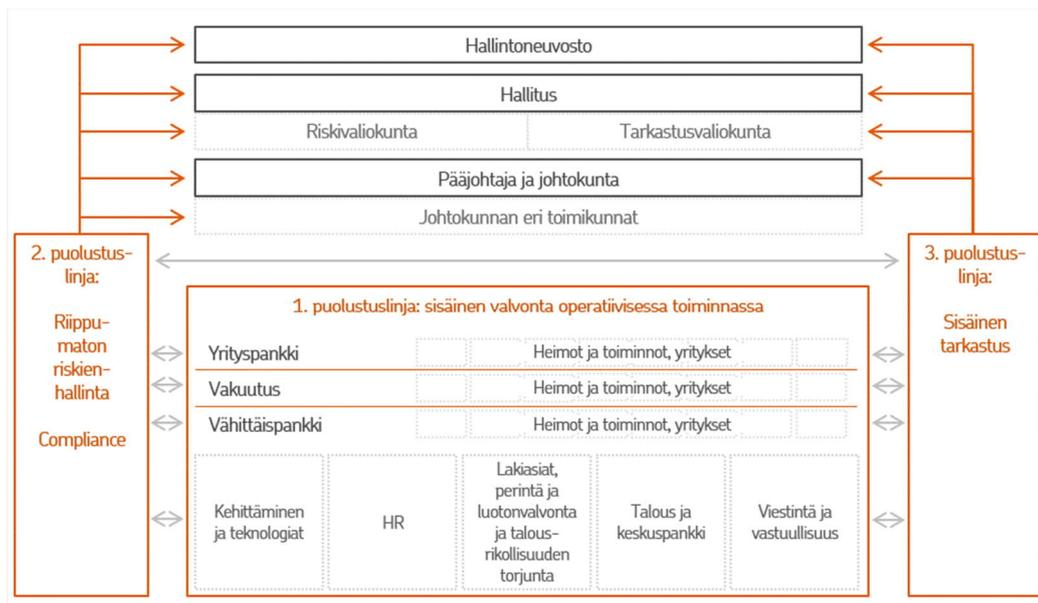 Hallintoneuvosto
Hallitus
Riskivaliokunta
Tarkastusvaliokunta
Pääjohtaja ja johtokunta
Johtokunnan eri toimikunnat
2. puolustus-
linja:
Riippu-
maton
riskien-
hallinta
Compliance
1. puolustuslinja: sisäinen valvonta operatiivisessa toiminnassa
Yrityspankki
Heimot ja toiminnot, yritykset
Vakuutus
Heimot ja toiminnot, yritykset
Vähittäispankki
Heimot ja toiminnot, yritykset
Kehittäminen
ja teknologiat
HR
Lakiasiat,
perintä ja
luotonvalvonta
ja talous-
rikollisuuden
torjunta
Talous ja
keskuspankki
Viestintä ja
vastuullisuus
3. puolustus-
linja:
Sisäinen
tarkastus